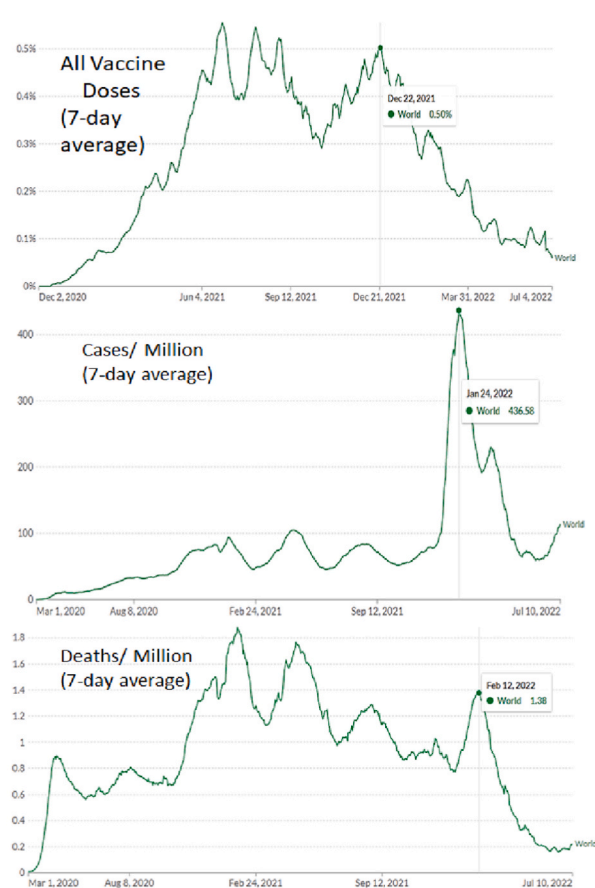 All Vaccine
Doses
(7-day
average)
0.5%
0.4%
0.3%
0.2%
0.1%
0%
Dec 22, 2021
World 0.50%
World
Dec 2, 2020 Jun 4, 2021 Sep 12, 2021 Dec 21, 2021 Mar 31, 2022 Jul 4, 2022
Cases/ Million
(7-day average)
400
300
200
100
0
Jan 24, 2022
World 436.58
World
Mar 1, 2020 Aug 8, 2020 Feb 24, 2021 Sep 12, 2021 Jul 10, 2022
Deaths/ Million
(7-day average)
1.8
1.6
1.4
1.2
1
0.8
0.6
0.4
0.2
0
Feb 12, 2022
World 1.38
World
Mar 1, 2020 Aug 8, 2020 Feb 24, 2021 Sep 12, 2021 Jul 10, 2022